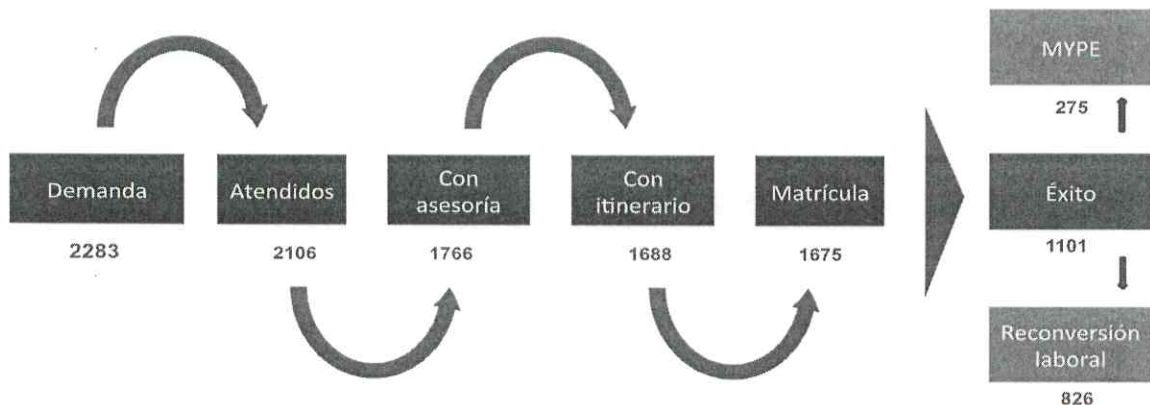 Demanda
2283
Atendidos
2106
Con
asesoría
1766
Con
itinerario
1688
Matrícula
1675
MYPE
275
Éxito
1101
Reconversión
laboral
826